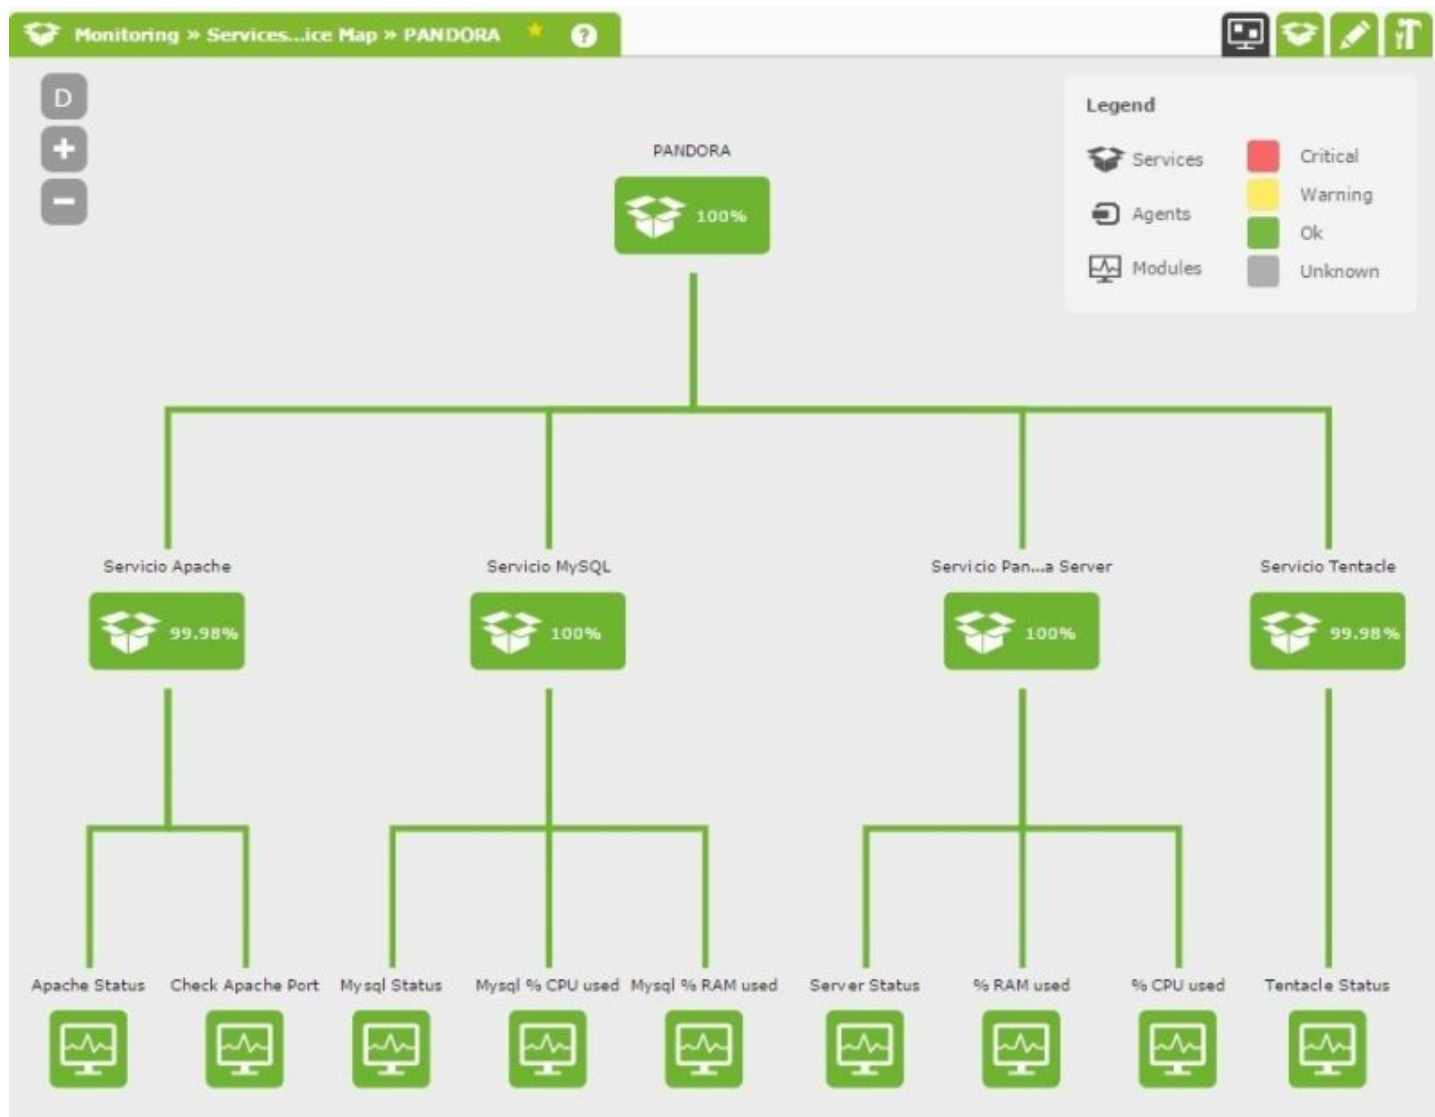 Monitoring » Services...ice Map » PANDORA ?
D
+
−
Legend
Services
Agents
Modules
Critical
Warning
Ok
Unknown
PANDORA
100%
Servicio Apache
Servicio MySQL
Servicio Pan...a Server
Servicio Tentacle
99.98%
100%
100%
99.98%
Apache Status
Check Apache Port
Mysql Status
Mysql % CPU used
Mysql % RAM used
Server Status
% RAM used
% CPU used
Tentacle Status